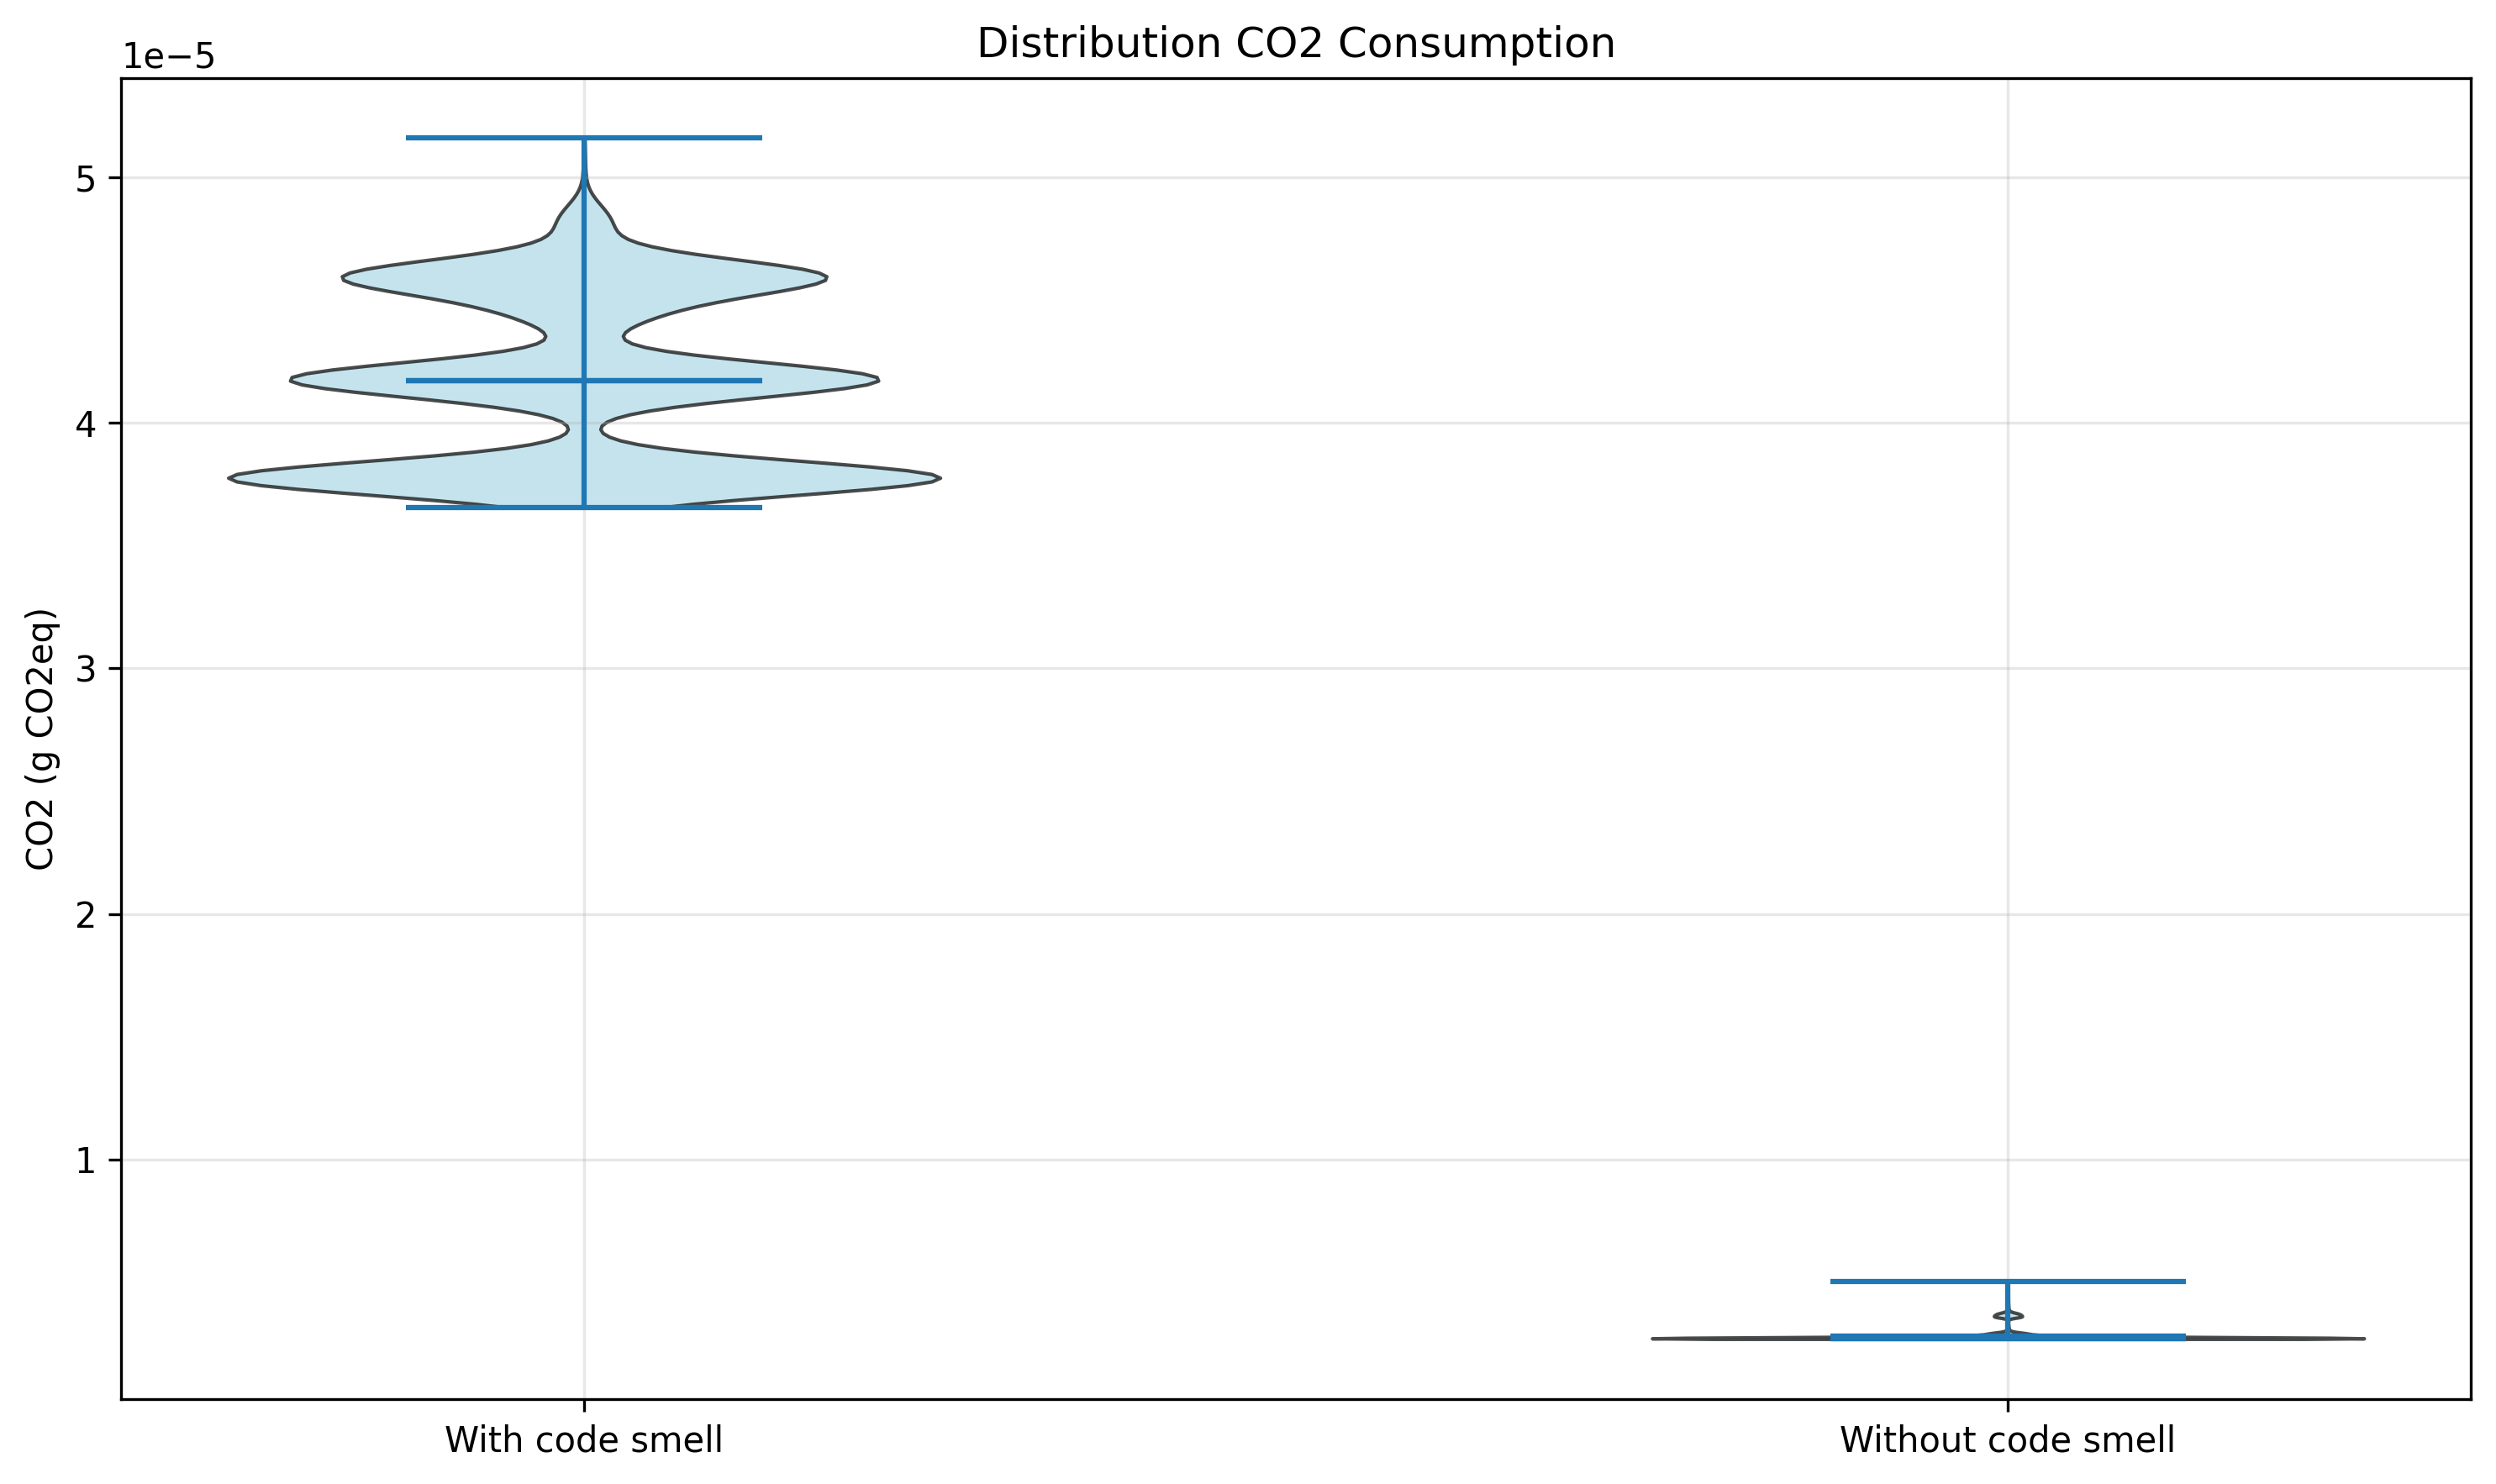 Distribution CO2 Consumption
1e−5
5
4
3
2
1
CO2 (g CO2eq)
With code smell
Without code smell